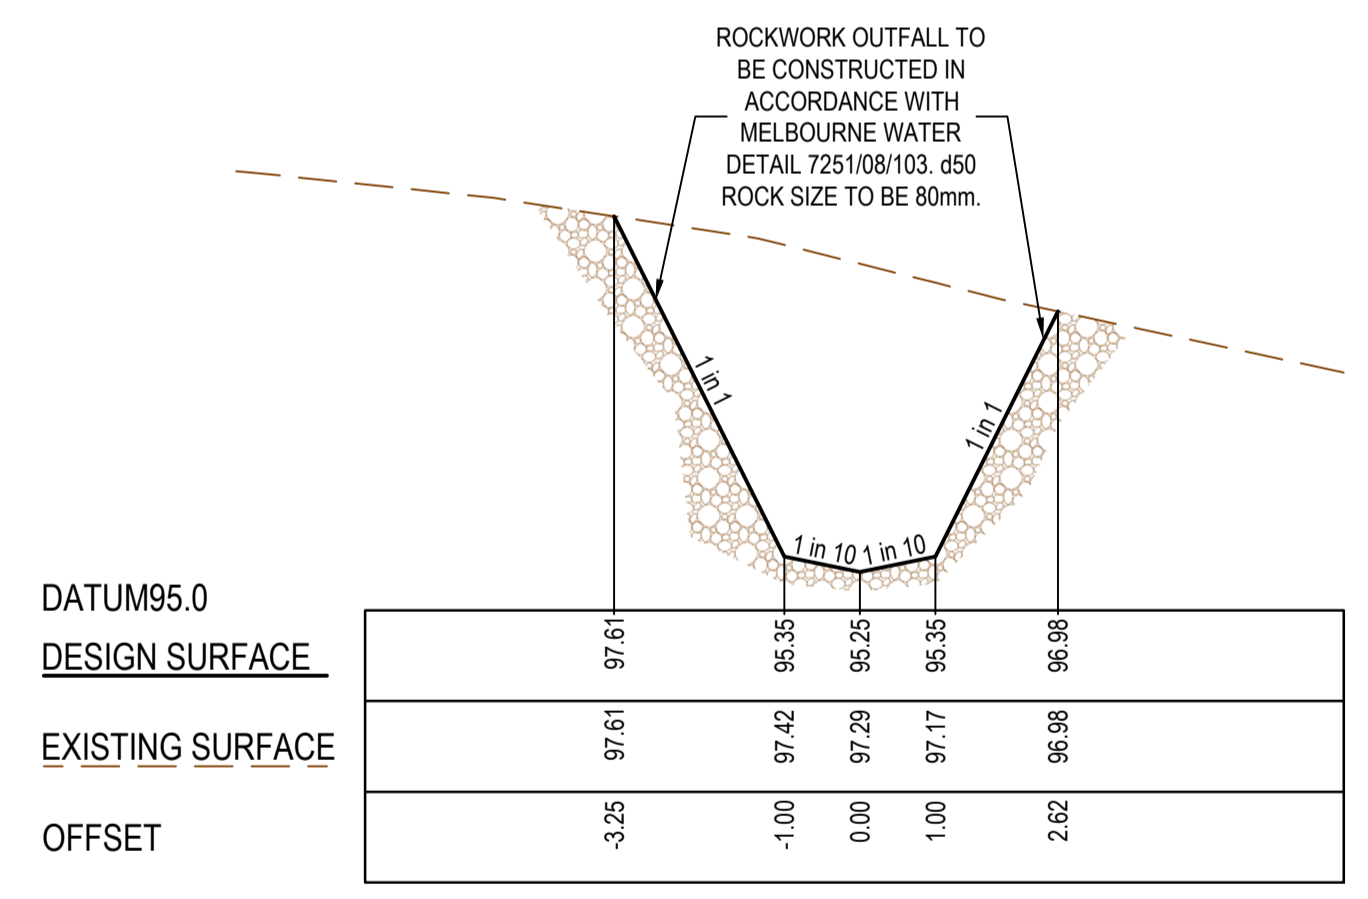 ROCKWORK OUTFALL TO
BE CONSTRUCTED IN
ACCORDANCE WITH
MELBOURNE WATER
DETAIL 7251/08/103. d50
ROCK SIZE TO BE 80mm.
1 in 1
1 in 1
1 in 10 1 in 10
DATUM95.0
DESIGN SURFACE 97.61 95.35 95.25 95.35 96.98
EXISTING SURFACE 97.61 97.42 97.29 97.17 96.98
OFFSET -3.25 -1.00 0.00 1.00 2.62